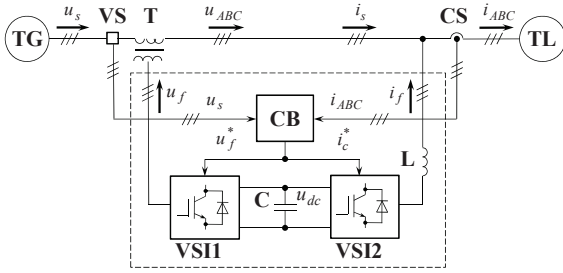 u_s VS T u_ABC i_s CS i_ABC
TG TL
u_f u_s i_ABC i_f
CB
u_f^* i_c^*
L
C u_dc
VSI1 VSI2